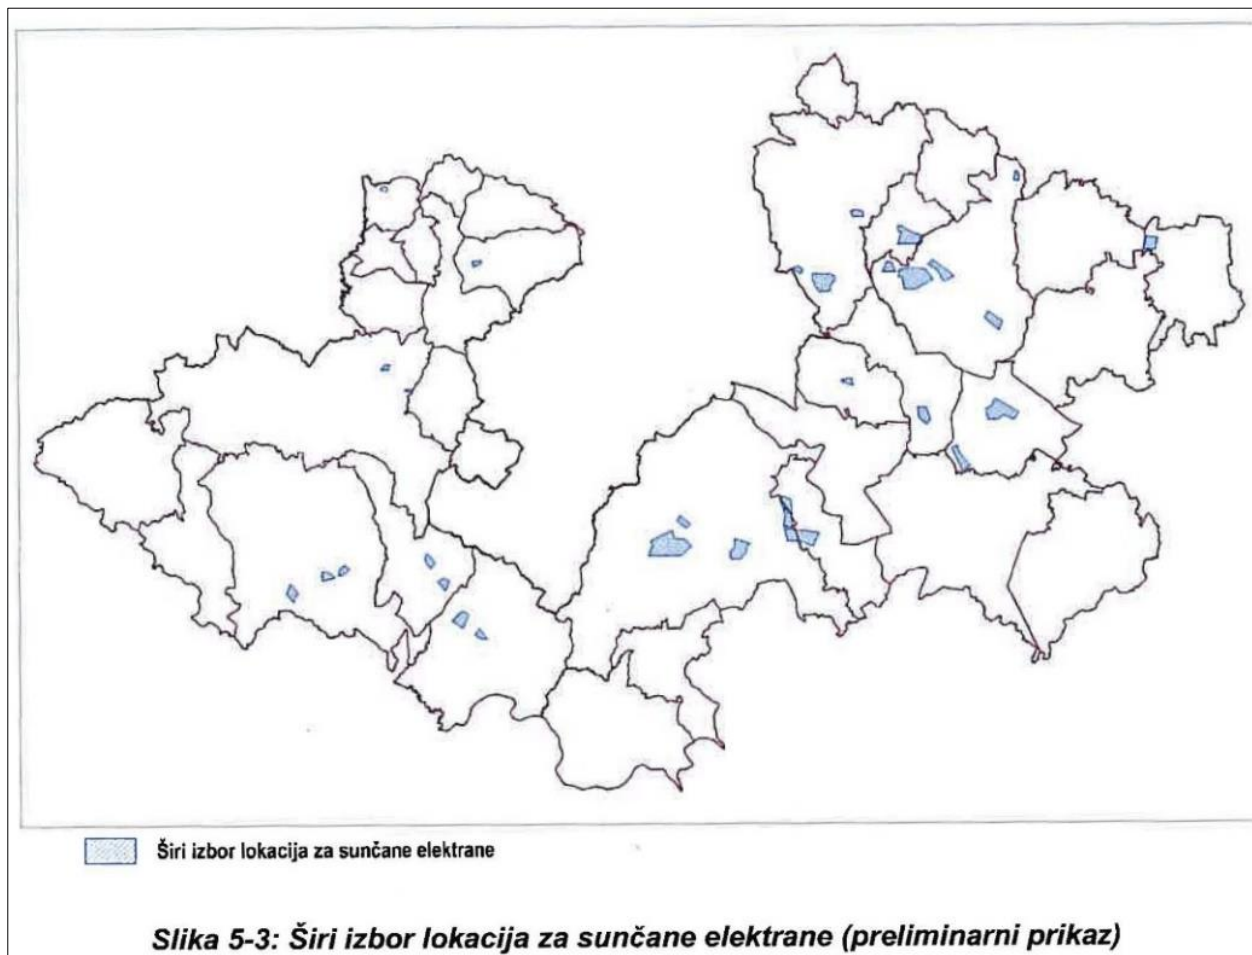 Širi izbor lokacija za sunčane elektrane
Slika 5-3: Širi izbor lokacija za sunčane elektrane (preliminarni prikaz)